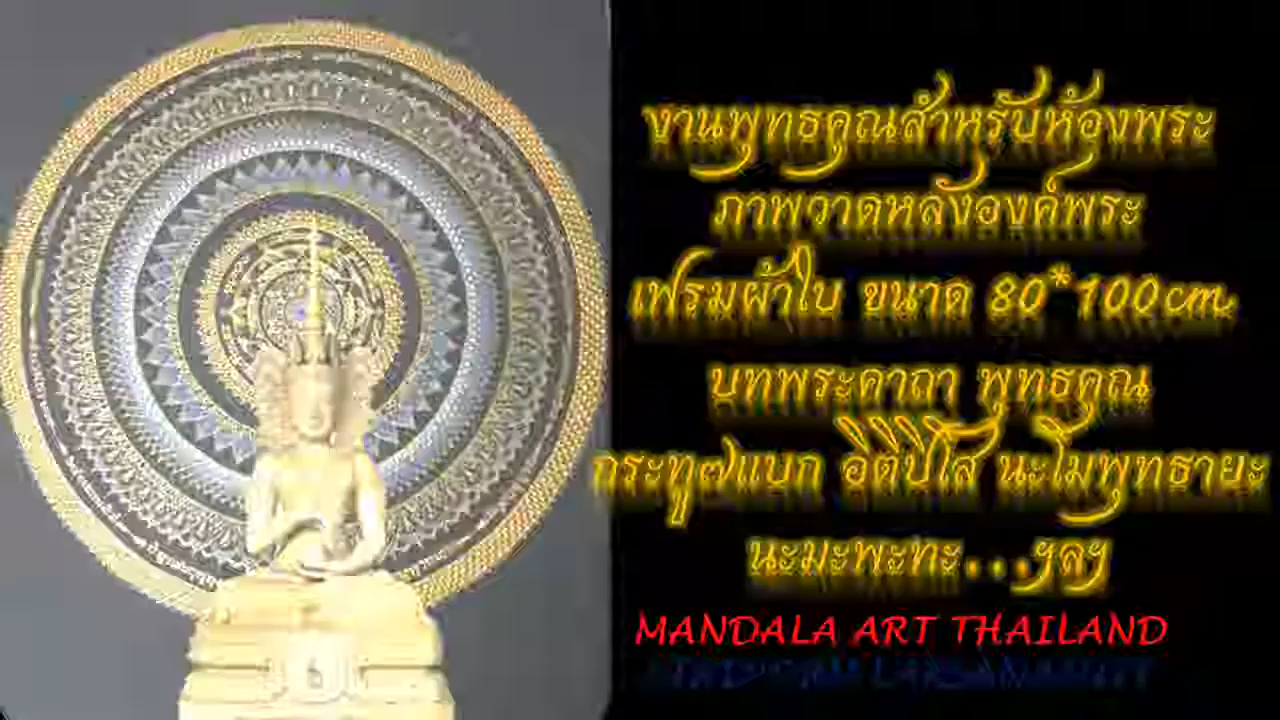 งานพุทธคุณสำหรับห้องพระ
ภาพวาดหลังองค์พระ
เฟรมผ้าใบ ขนาด 80*100cm
บทพระคาถา พุทธคุณ
กระทู๗แบก อิติปิโส นะโมพุทธายะ
นะมะพะทะ...ฯลฯ
MANDALA ART THAILAND